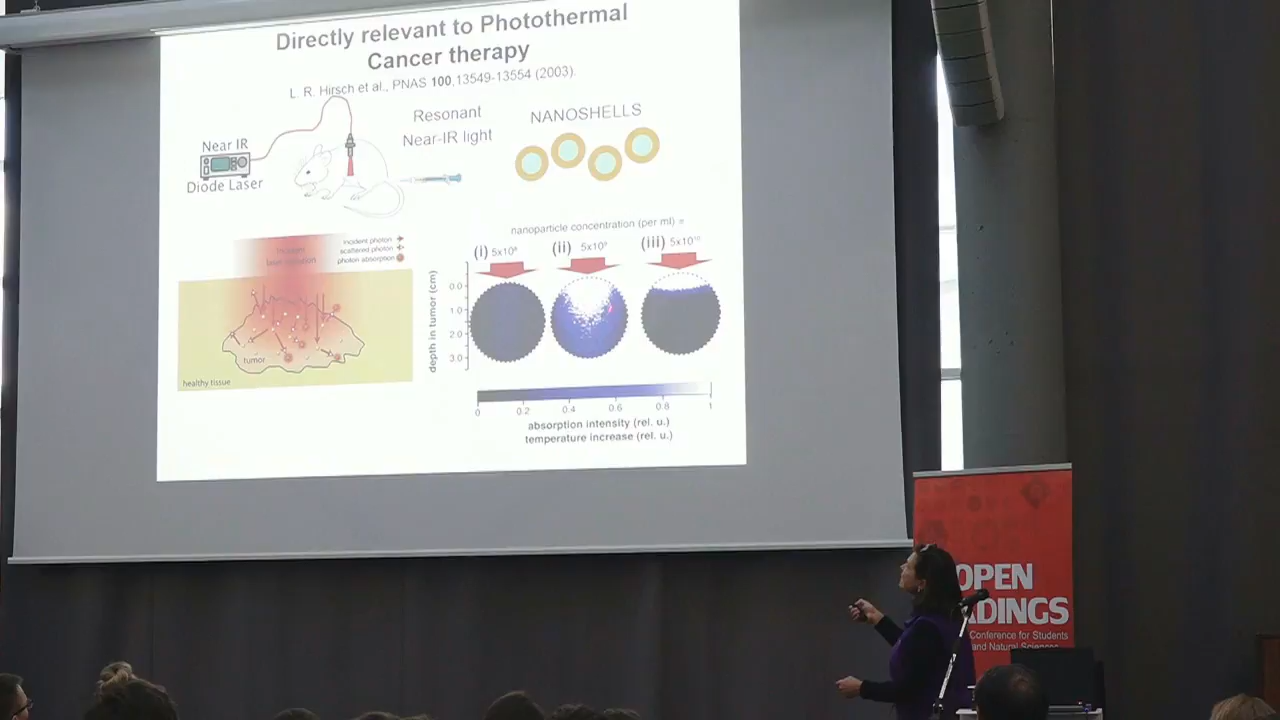 Directly relevant to Photothermal
Cancer therapy
L. R. Hirsch et al., PNAS 100,13549-13554 (2003).
Resonant
Near-IR light
NANOSHELLS
Near IR
Diode Laser
incident photon
scattered photon
photon absorption
tumor
healthy tissue
nanoparticle concentration (per ml) =
(i) 5x10⁸
(ii) 5x10⁹
(iii) 5x10¹⁰
depth in tumor (cm)
0.0
1.0
2.0
3.0
0 0.2 0.4 0.6 0.8 1
absorption intensity (rel. u.)
temperature increase (rel. u.)
OPEN
ADINGS
Conference for Students
and Natural Sciences